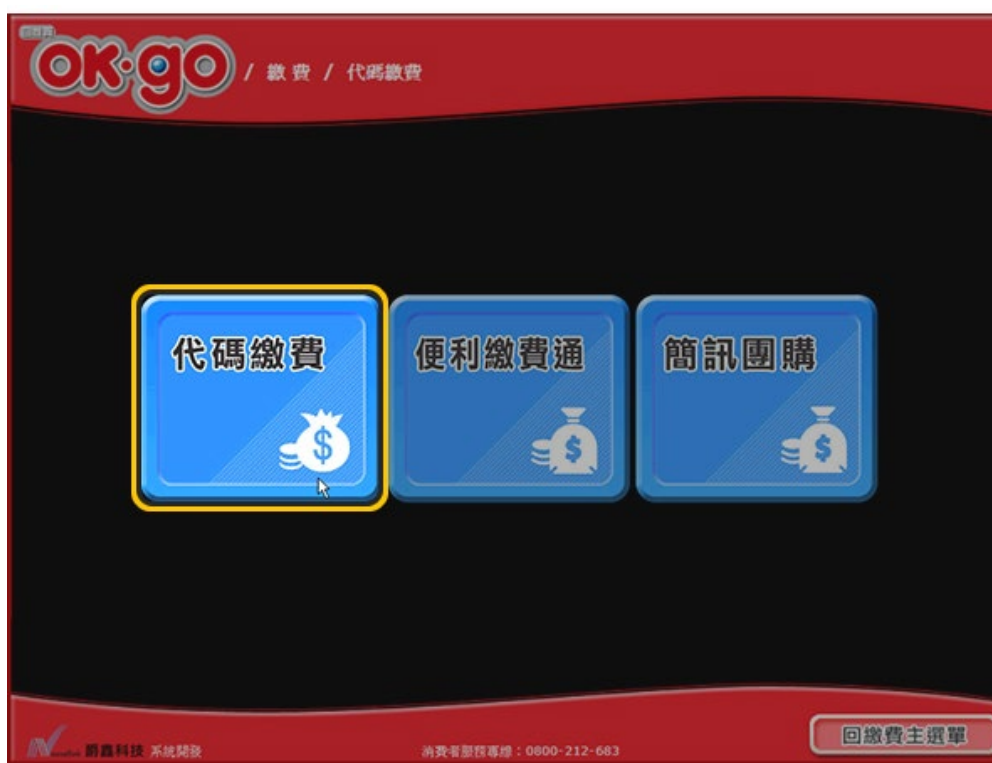 OK·go / 繳費 / 代碼繳費
代碼繳費
便利繳費通
簡訊團購
回繳費主選單
爵鑫科技 系統開發
消費者服務專線：0800-212-683